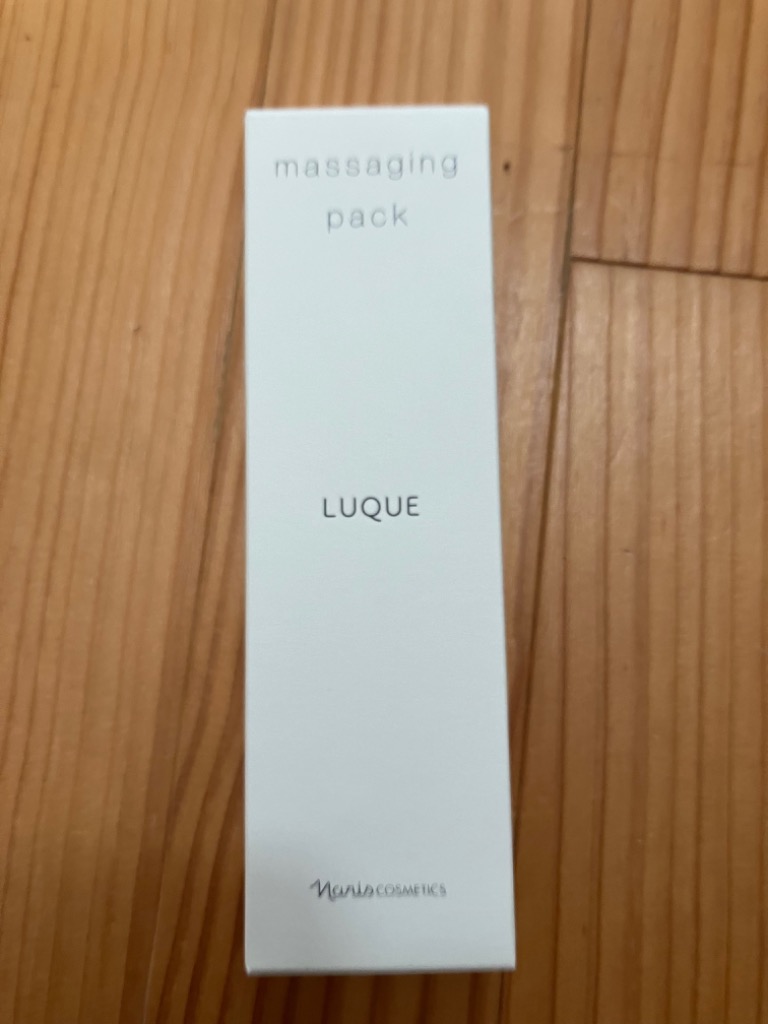 massaging
pack
LUQUE
Naris COSMETICS